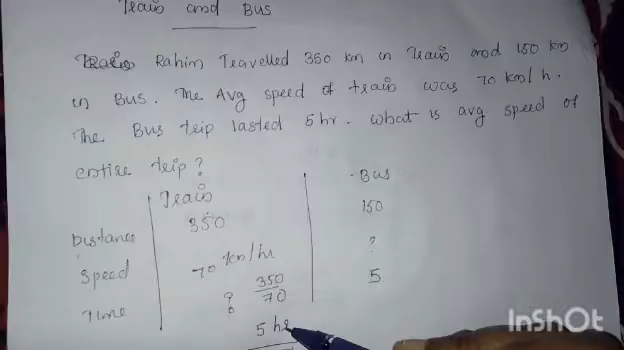 Train and Bus
Rahim Travelled 350 km in Train and 150 km
in Bus. The Avg speed of train was 70 km/h.
The Bus trip lasted 5 hr. What is avg speed of
entire trip?
Train Bus
Distance 350 150
Speed 70 km/hr ?
Time ? 350/70 5
5 hr
InShOt